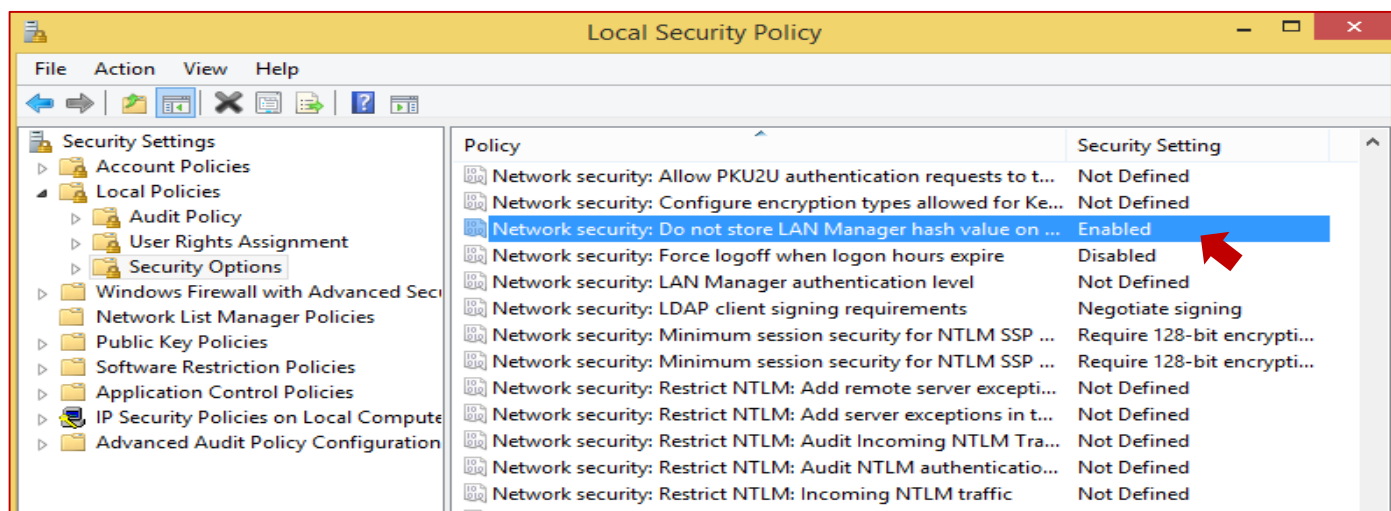 Local Security Policy
File Action View Help
Security Settings
Account Policies
Local Policies
Audit Policy
User Rights Assignment
Security Options
Windows Firewall with Advanced Secu
Network List Manager Policies
Public Key Policies
Software Restriction Policies
Application Control Policies
IP Security Policies on Local Compute
Advanced Audit Policy Configuration
Policy Security Setting
Network security: Allow PKU2U authentication requests to t... Not Defined
Network security: Configure encryption types allowed for Ke... Not Defined
Network security: Do not store LAN Manager hash value on ... Enabled
Network security: Force logoff when logon hours expire Disabled
Network security: LAN Manager authentication level Not Defined
Network security: LDAP client signing requirements Negotiate signing
Network security: Minimum session security for NTLM SSP ... Require 128-bit encrypti...
Network security: Minimum session security for NTLM SSP ... Require 128-bit encrypti...
Network security: Restrict NTLM: Add remote server excepti... Not Defined
Network security: Restrict NTLM: Add server exceptions in t... Not Defined
Network security: Restrict NTLM: Audit Incoming NTLM Tra... Not Defined
Network security: Restrict NTLM: Audit NTLM authenticatio... Not Defined
Network security: Restrict NTLM: Incoming NTLM traffic Not Defined